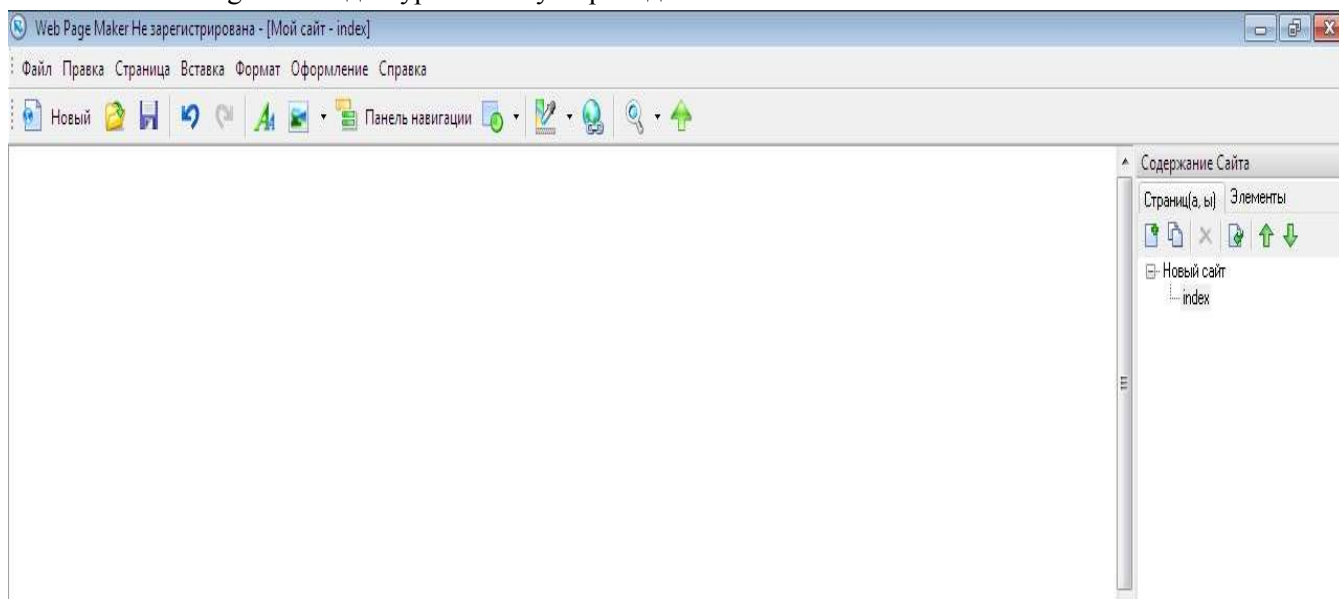 Web Page Maker Не зарегистрирована - [Мой сайт - index]
Файл Правка Страница Вставка Формат Оформление Справка
Новый Панель навигации
Содержание Сайта
Страниц(а, ы) Элементы
Новый сайт
index